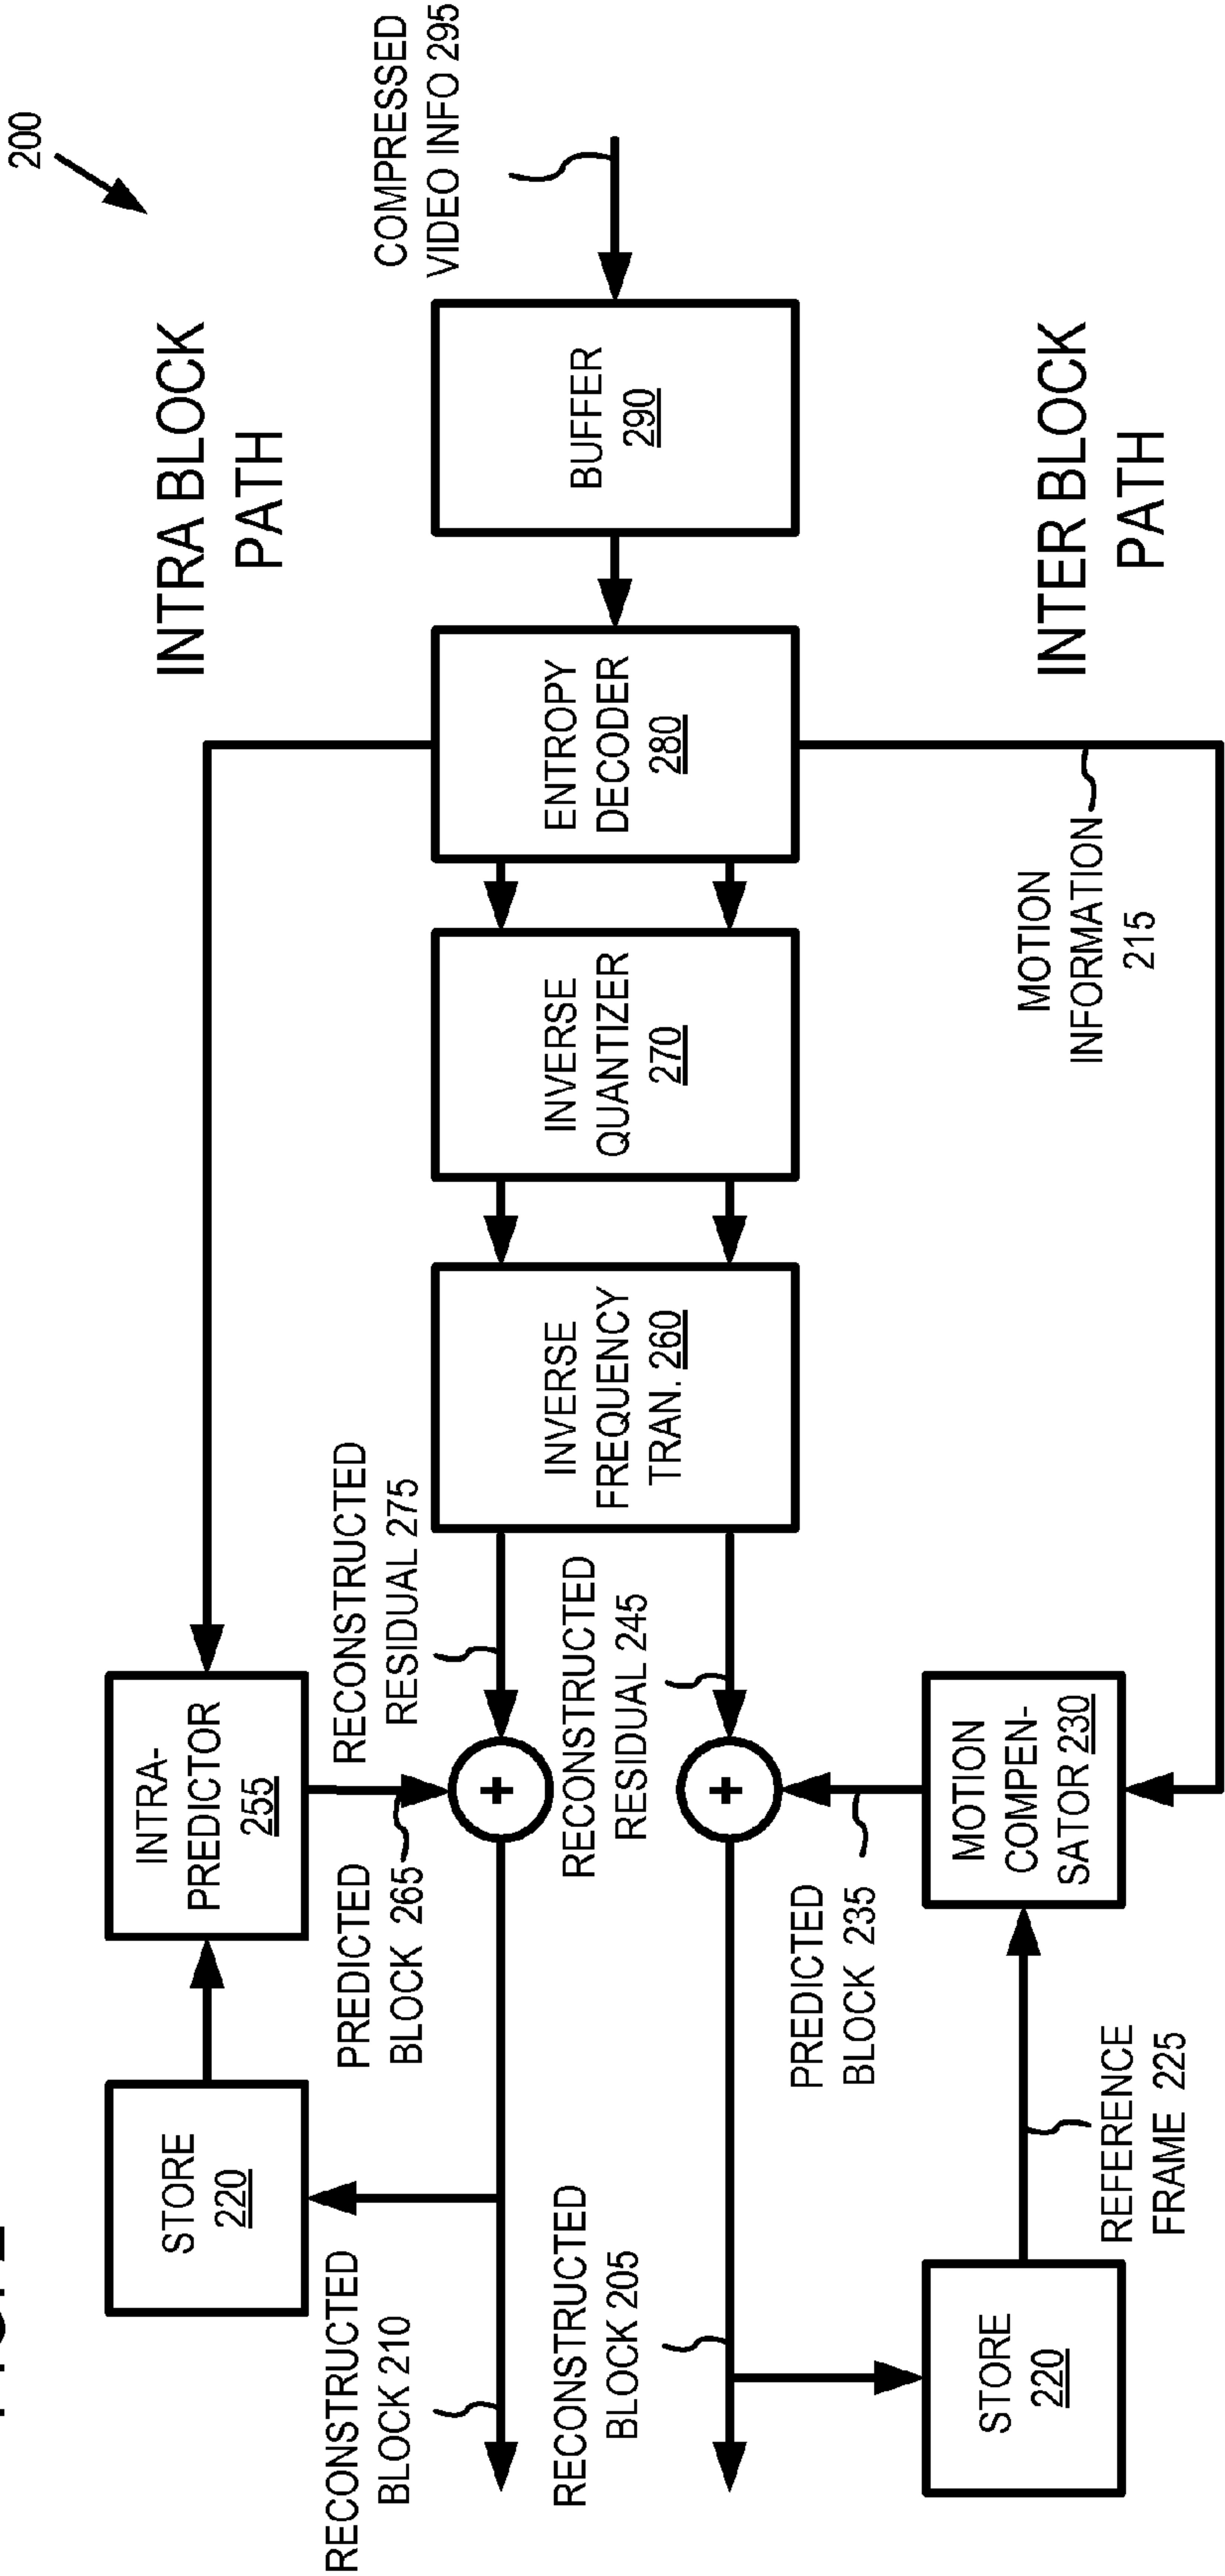 200
INTRA BLOCK
PATH
COMPRESSED
VIDEO INFO 295
BUFFER
290
ENTROPY
DECODER
280
INVERSE
QUANTIZER
270
INVERSE
FREQUENCY
TRAN. 260
RECONSTRUCTED
RESIDUAL 275
RECONSTRUCTED
RESIDUAL 245
INTRA-
PREDICTOR
255
PREDICTED
BLOCK 265
+
+
STORE
220
RECONSTRUCTED
BLOCK 210
RECONSTRUCTED
BLOCK 205
PREDICTED
BLOCK 235
MOTION
COMPEN-
SATOR 230
REFERENCE
FRAME 225
STORE
220
MOTION
INFORMATION
215
INTER BLOCK
PATH